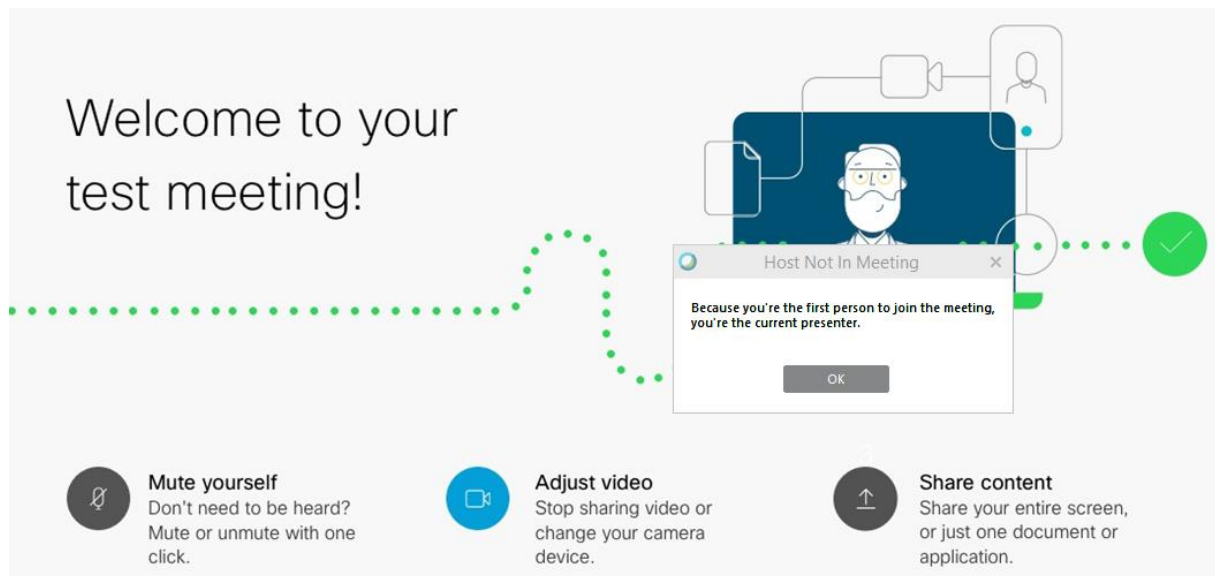 Welcome to your
test meeting!
Host Not In Meeting
Because you're the first person to join the meeting,
you're the current presenter.
OK
Mute yourself
Don't need to be heard?
Mute or unmute with one
click.
Adjust video
Stop sharing video or
change your camera
device.
Share content
Share your entire screen,
or just one document or
application.